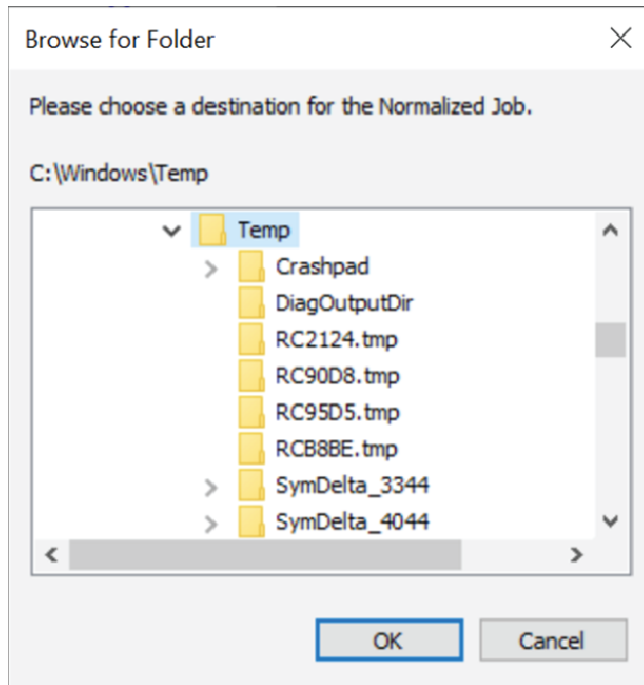 Browse for Folder
Please choose a destination for the Normalized Job.
C:\Windows\Temp
Temp
Crashpad
DiagOutputDir
RC2124.tmp
RC90D8.tmp
RC95D5.tmp
RCB8BE.tmp
SymDelta_3344
SymDelta_4044
OK
Cancel